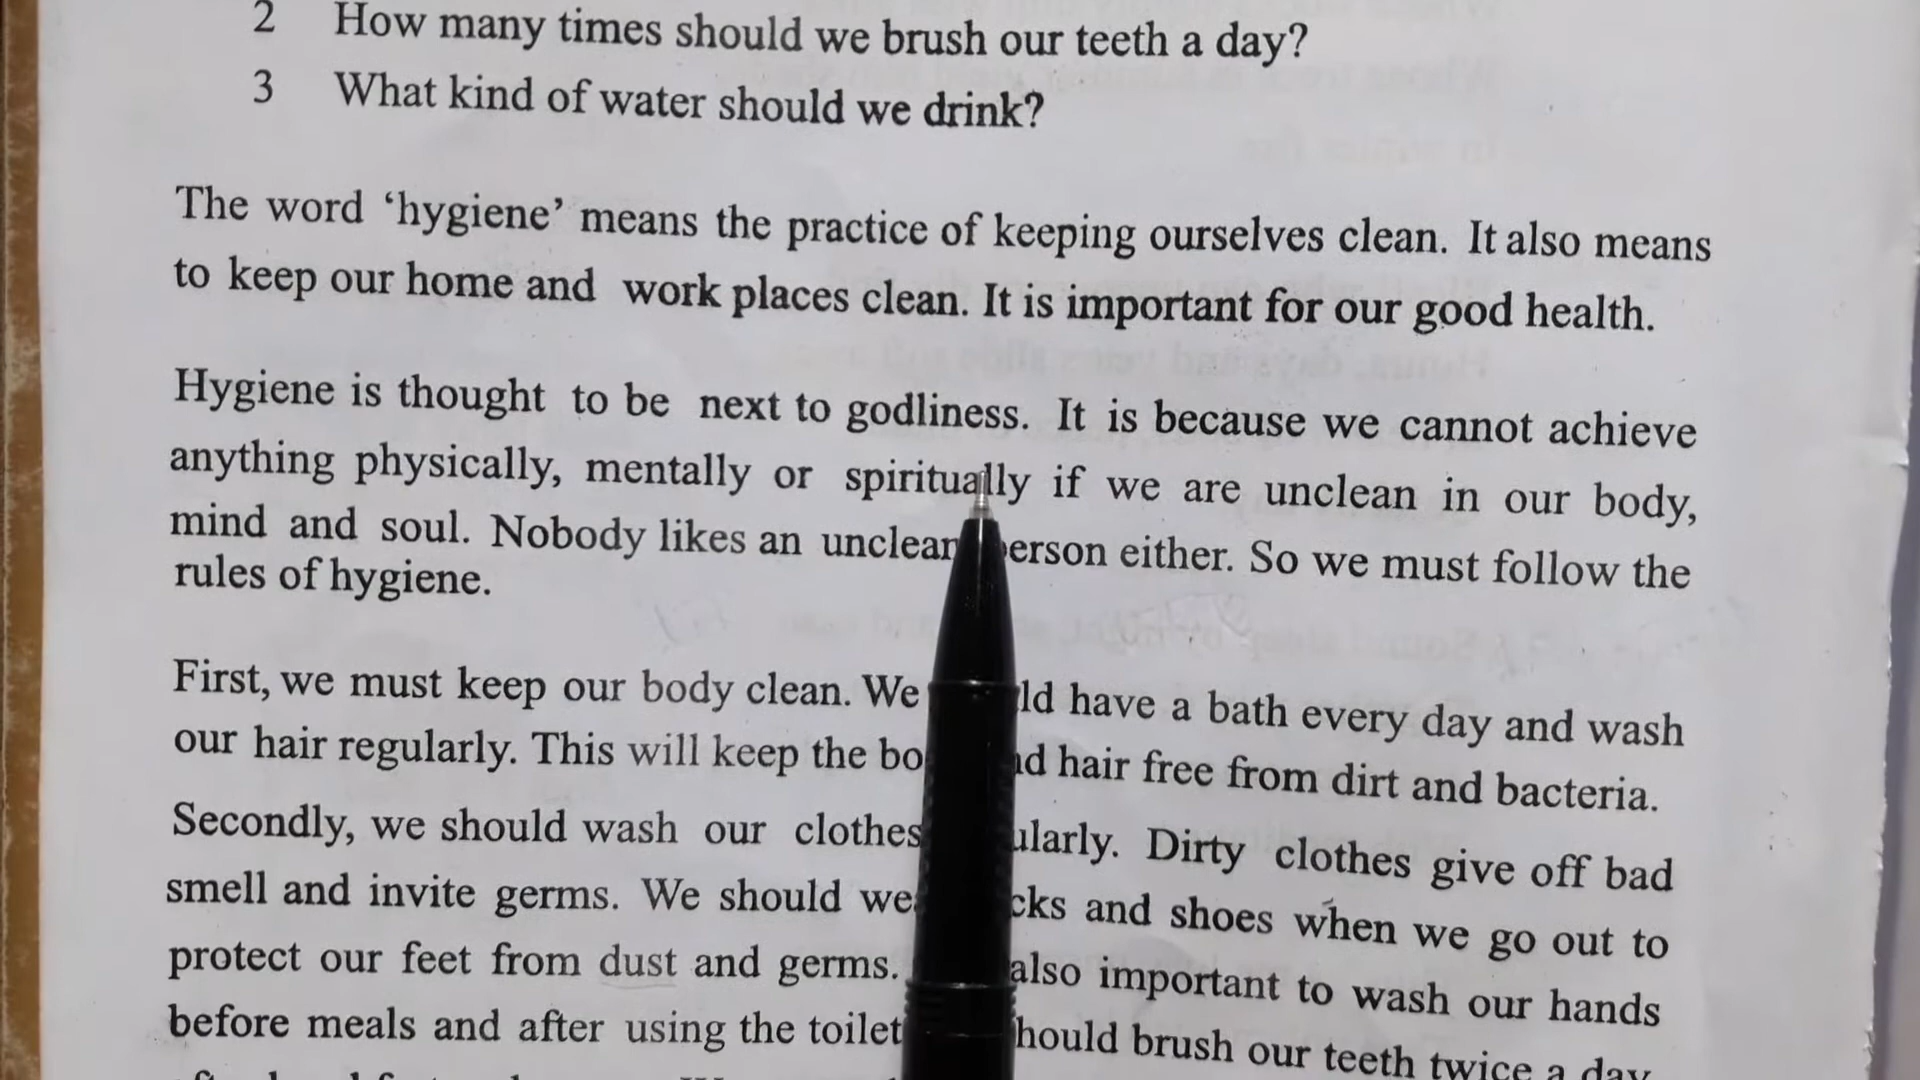 2 How many times should we brush our teeth a day?
3 What kind of water should we drink?
The word ‘hygiene’ means the practice of keeping ourselves clean. It also means
to keep our home and work places clean. It is important for our good health.
Hygiene is thought to be next to godliness. It is because we cannot achieve
anything physically, mentally or spiritually if we are unclean in our body,
mind and soul. Nobody likes an unclean person either. So we must follow the
rules of hygiene.
First, we must keep our body clean. We have a bath every day and wash
our hair regularly. This will keep the hair free from dirt and bacteria.
Secondly, we should wash our clothes Dirty clothes give off bad
smell and invite germs. We should and shoes when we go out to
protect our feet from dust and germs. also important to wash our hands
before meals and after using the toilet should brush our teeth twice a day